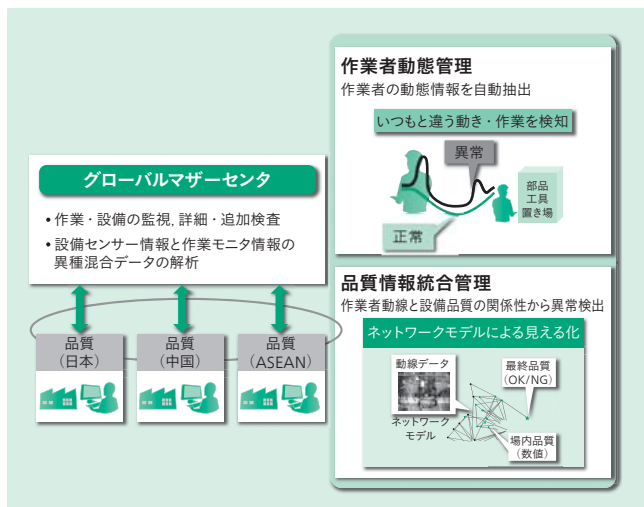 グローバルマザーセンタ
• 作業・設備の監視, 詳細・追加検査
• 設備センサー情報と作業モニタ情報の
異種混合データの解析
品質
(日本)
品質
(中国)
品質
(ASEAN)
作業者動態管理
作業者の動態情報を自動抽出
いつもと違う動き・作業を検知
異常
正常
部品
工具
置き場
品質情報統合管理
作業者動線と設備品質の関係性から異常検出
ネットワークモデルによる見える化
動線データ
ネットワーク
モデル
最終品質
(OK/NG)
場内品質
(数値)